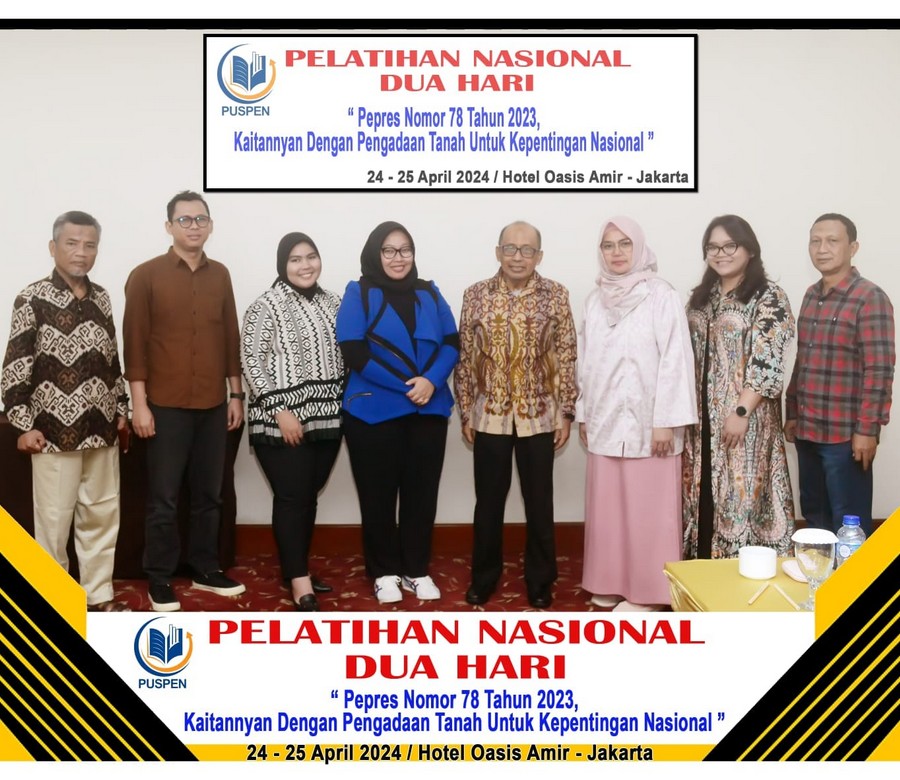 PELATIHAN NASIONAL
DUA HARI
PUSPEN
“ Pepres Nomor 78 Tahun 2023,
Kaitannyan Dengan Pengadaan Tanah Untuk Kepentingan Nasional ”
24 - 25 April 2024 / Hotel Oasis Amir - Jakarta
PELATIHAN NASIONAL
DUA HARI
PUSPEN
“ Pepres Nomor 78 Tahun 2023,
Kaitannyan Dengan Pengadaan Tanah Untuk Kepentingan Nasional ”
24 - 25 April 2024 / Hotel Oasis Amir - Jakarta